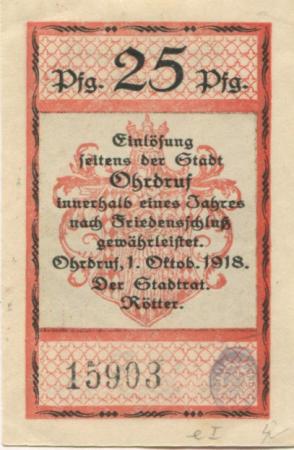 Pfg. 25 Pfg.
Einlösung
seitens der Stadt
Ohrdruf
innerhalb eines Jahres
nach Friedensschluß
gewährleistet.
Ohrdruf, 1. Oktob. 1918.
Der Stadtrat.
Rötter.
15903
e I